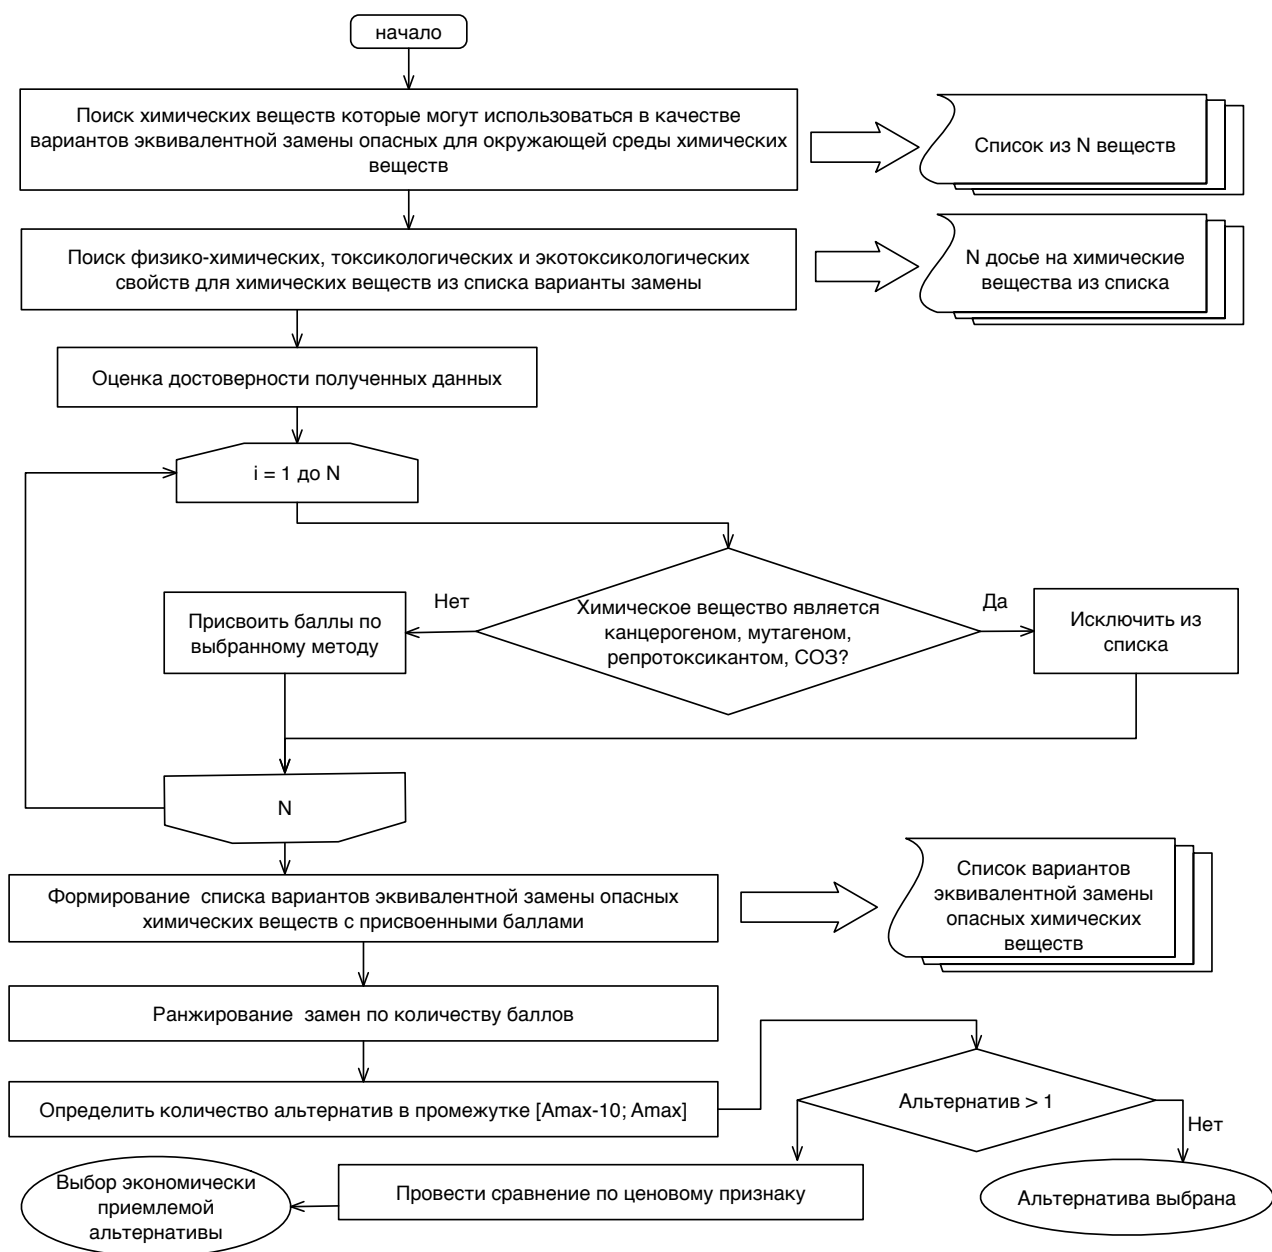 начало
Поиск химических веществ которые могут использоваться в качестве
вариантов эквивалентной замены опасных для окружающей среды химических
веществ
Список из N веществ
Поиск физико-химических, токсикологических и экотоксикологических
свойств для химических веществ из списка варианты замены
N досье на химические
вещества из списка
Оценка достоверности полученных данных
i = 1 до N
Химическое вещество является
канцерогеном, мутагеном,
репротоксикантом, СОЗ?
Нет
Да
Присвоить баллы по
выбранному методу
Исключить из
списка
N
Формирование  списка вариантов эквивалентной замены опасных
химических веществ с присвоенными баллами
Список вариантов
эквивалентной замены
опасных химических
веществ
Ранжирование  замен по количеству баллов
Определить количество альтернатив в промежутке [Amax-10; Amax]
Альтернатив > 1
Нет
Провести сравнение по ценовому признаку
Выбор экономически
приемлемой
альтернативы
Альтернатива выбрана